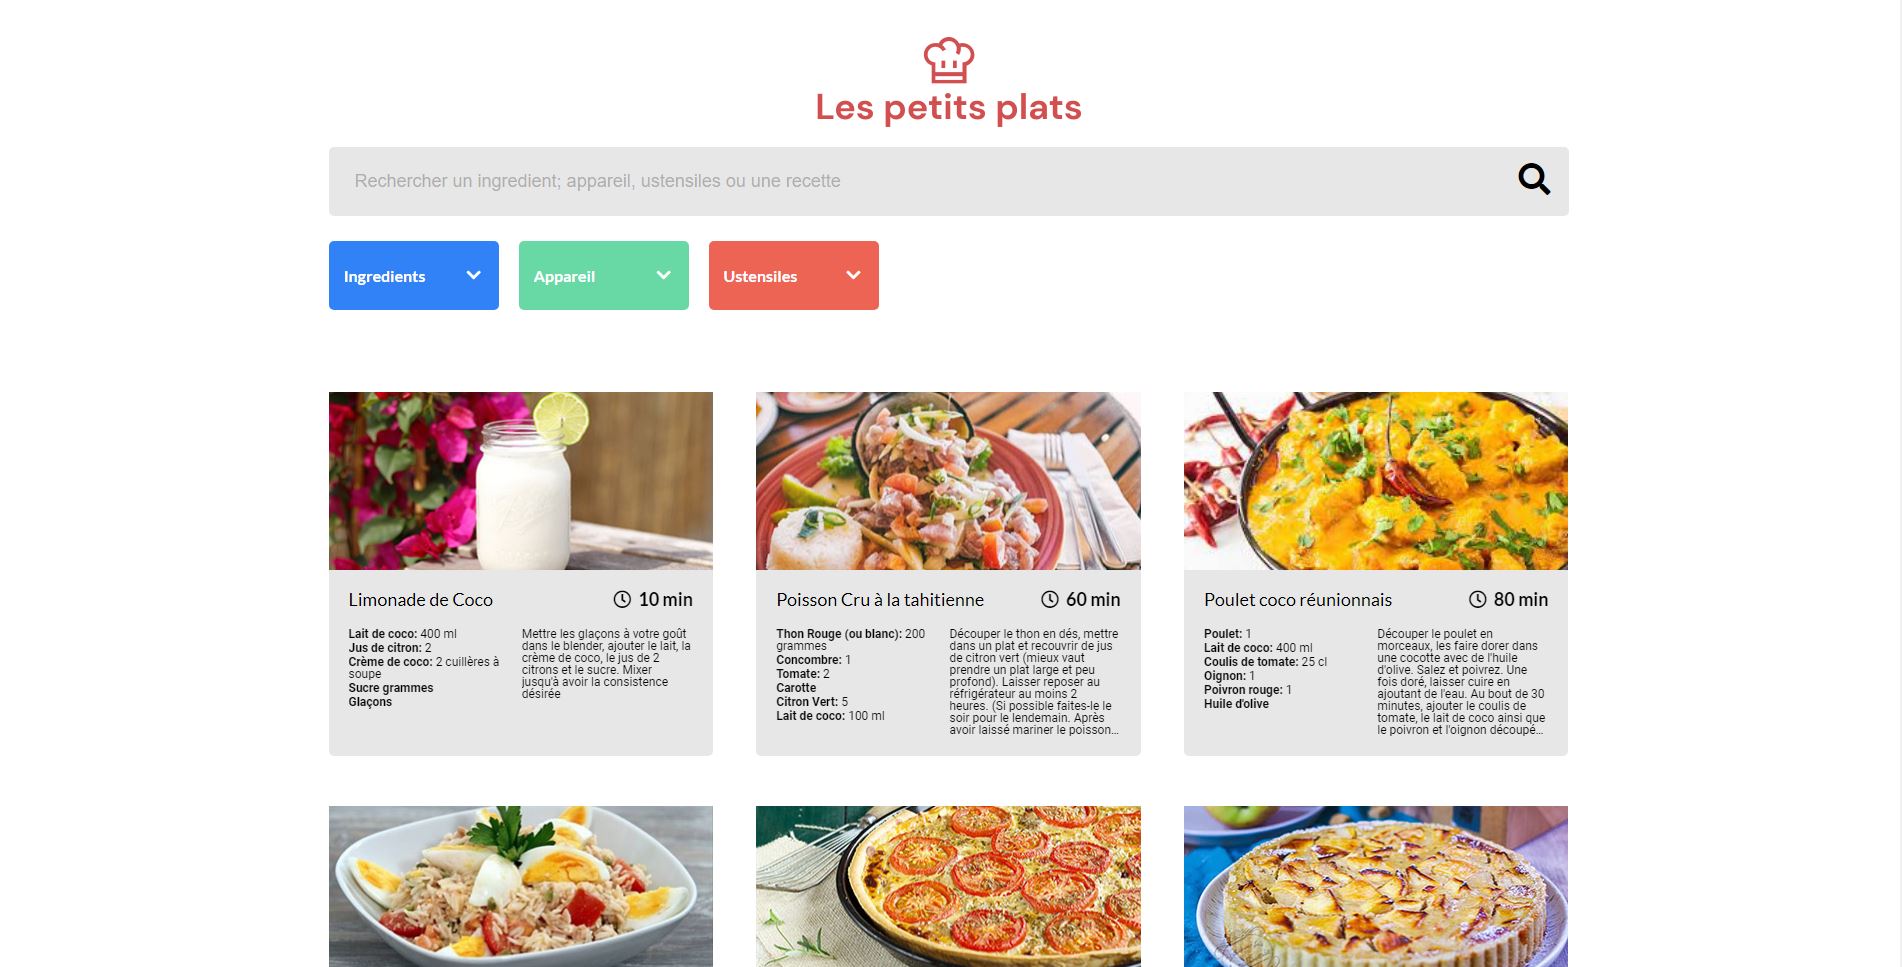 Les petits plats
Rechercher un ingredient; appareil, ustensiles ou une recette
Ingredients
Appareil
Ustensiles
Limonade de Coco
10 min
Lait de coco: 400 ml
Jus de citron: 2
Crème de coco: 2 cuillères à
soupe
Sucre grammes
Glaçons
Mettre les glaçons à votre goût
dans le blender, ajouter le lait, la
crème de coco, le jus de 2
citrons et le sucre. Mixer
jusqu'à avoir la consistence
désirée
Poisson Cru à la tahitienne
60 min
Thon Rouge (ou blanc): 200
grammes
Concombre: 1
Tomate: 2
Carotte
Citron Vert: 5
Lait de coco: 100 ml
Découper le thon en dés, mettre
dans un plat et recouvrir de jus
de citron vert (mieux vaut
prendre un plat large et peu
profond). Laisser reposer au
réfrigérateur au moins 2
heures. (Si possible faites-le le
soir pour le lendemain. Après
avoir laissé mariner le poisson...
Poulet coco réunionnais
80 min
Poulet: 1
Lait de coco: 400 ml
Coulis de tomate: 25 cl
Oignon: 1
Poivron rouge: 1
Huile d'olive
Découper le poulet en
morceaux, les faire dorer dans
une cocotte avec de l'huile
d'olive. Salez et poivrez. Une
fois doré, laisser cuire en
ajoutant de l'eau. Au bout de 30
minutes, ajouter le coulis de
tomate, le lait de coco ainsi que
le poivron et l'oignon découpé...